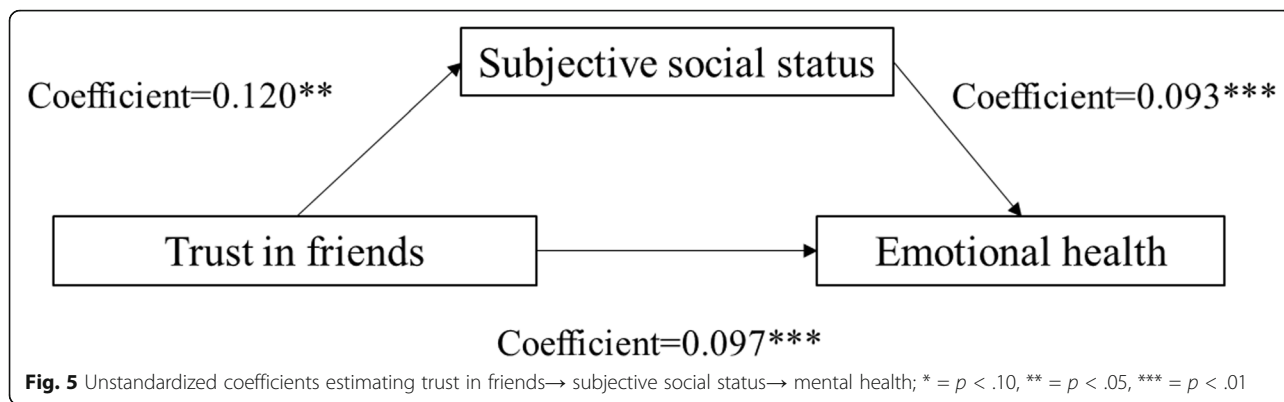 Subjective social status
Coefficient=0.120**
Coefficient=0.093***
Trust in friends
Emotional health
Coefficient=0.097***
Fig. 5 Unstandardized coefficients estimating trust in friends→ subjective social status→ mental health; * = p < .10, ** = p < .05, *** = p < .01